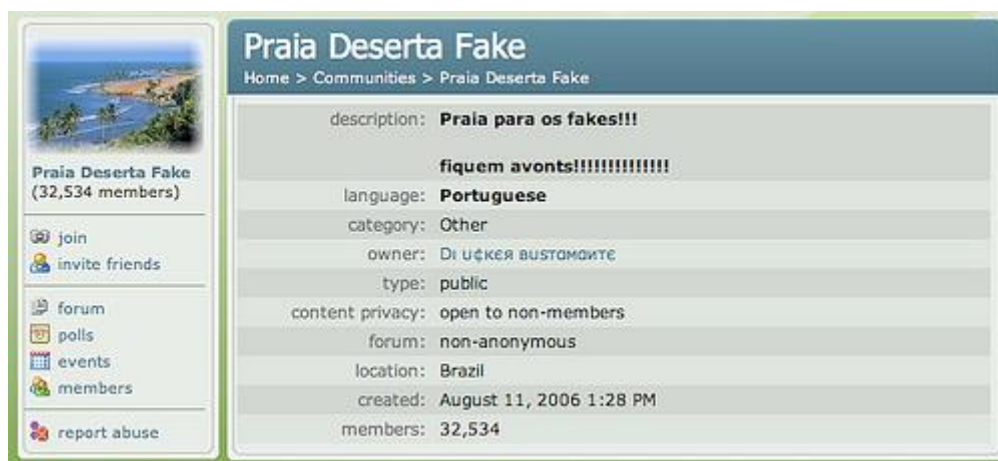 Praia Deserta Fake
(32,534 members)
join
invite friends
forum
polls
events
members
report abuse
Praia Deserta Fake
Home > Communities > Praia Deserta Fake
description: Praia para os fakes!!!
fiquem avonts!!!!!!!!!!!!!!!
language: Portuguese
category: Other
owner: Dι υ¢кєя вυѕтσмαитє
type: public
content privacy: open to non-members
forum: non-anonymous
location: Brazil
created: August 11, 2006 1:28 PM
members: 32,534